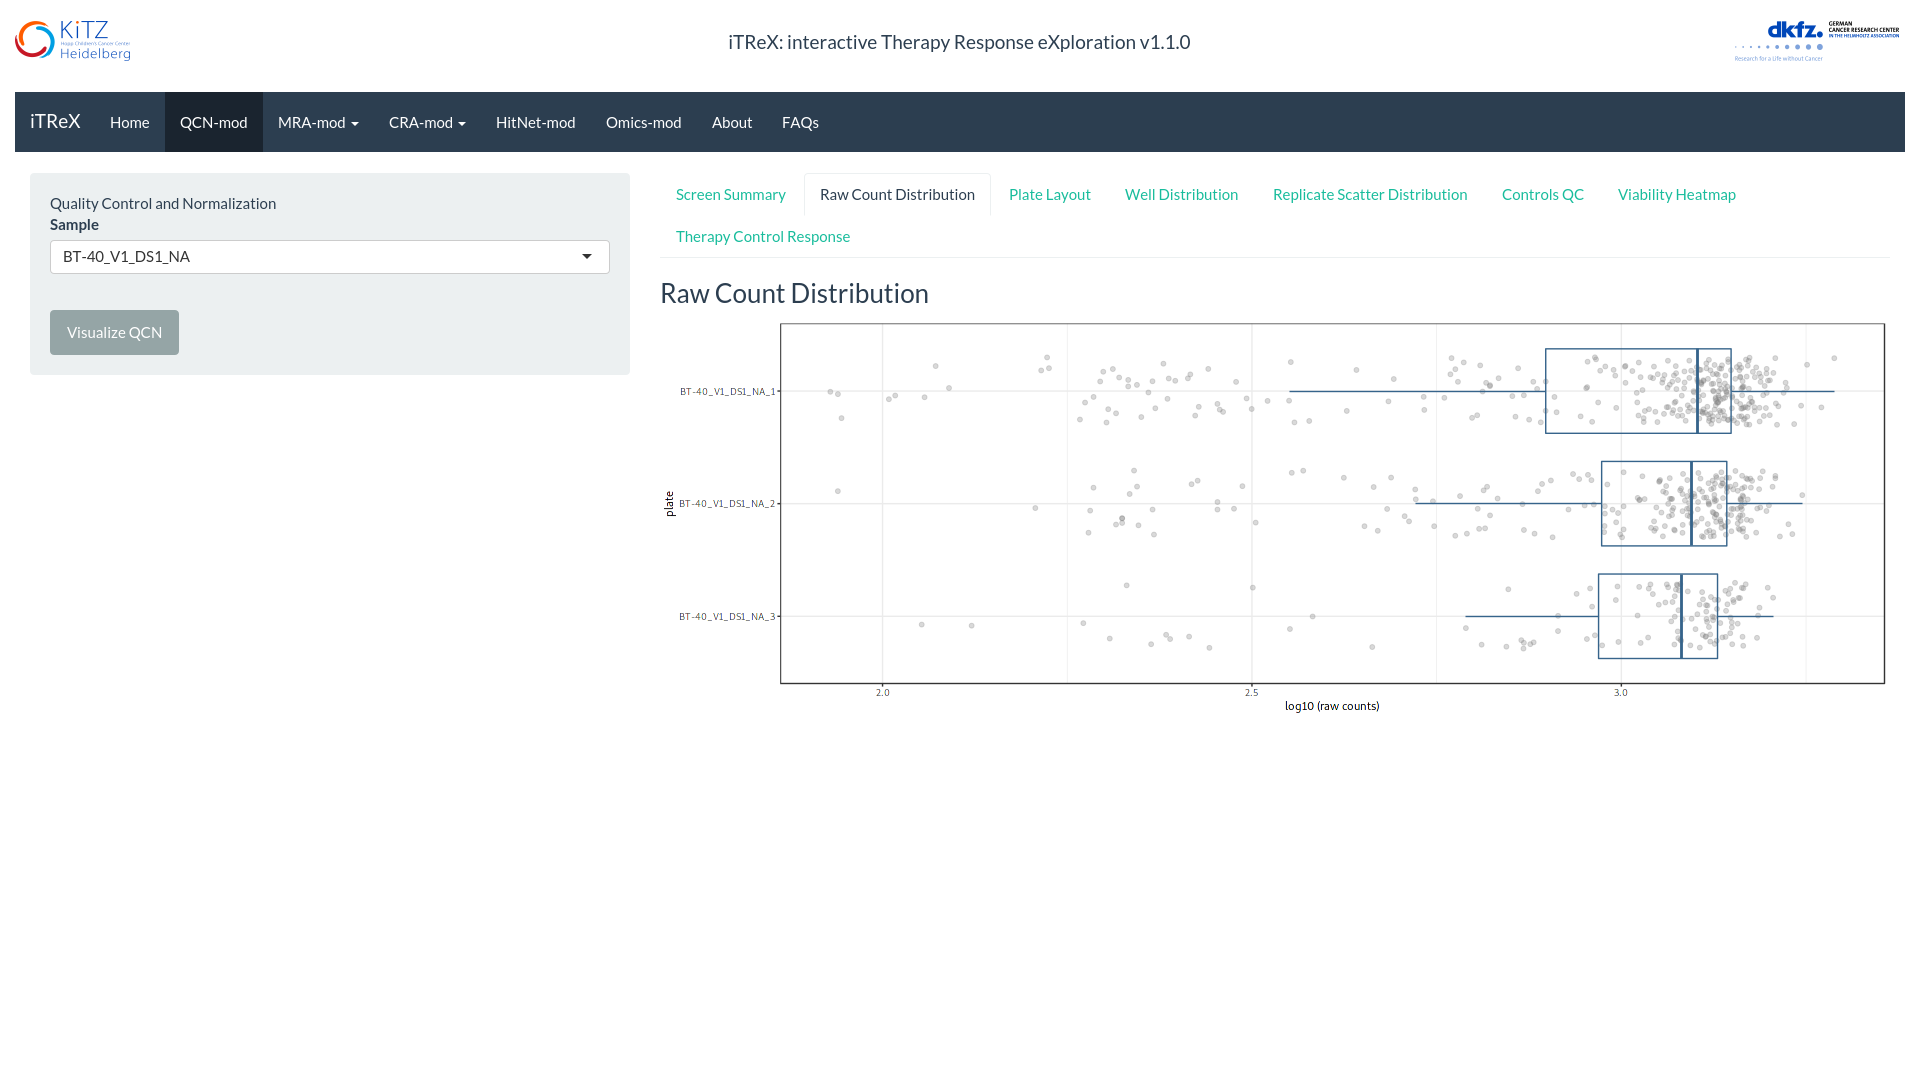 KiTZ
Hopp Children's Cancer Center
Heidelberg
iTReX: interactive Therapy Response eXploration v1.1.0
dkfz.
GERMAN
CANCER RESEARCH CENTER
IN THE HELMHOLTZ ASSOCIATION
Research for a Life without Cancer
iTReX Home QCN-mod MRA-mod CRA-mod HitNet-mod Omics-mod About FAQs
Quality Control and Normalization
Sample
BT-40_V1_DS1_NA
Visualize QCN
Screen Summary Raw Count Distribution Plate Layout Well Distribution Replicate Scatter Distribution Controls QC Viability Heatmap
Therapy Control Response
Raw Count Distribution
plate
BT-40_V1_DS1_NA_1
BT-40_V1_DS1_NA_2
BT-40_V1_DS1_NA_3
2.0 2.5 3.0
log10 (raw counts)